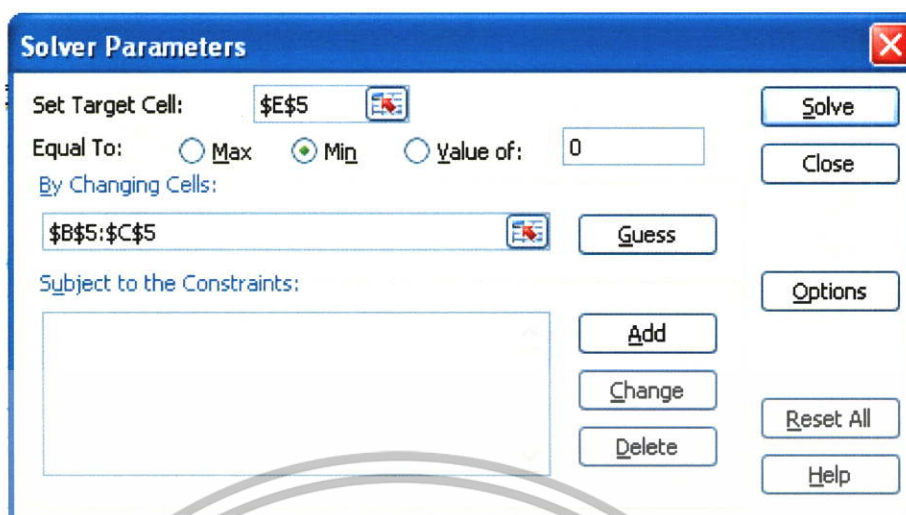 Solver Parameters
Set Target Cell: $E$5
Solve
Equal To: Max Min Value of: 0
Close
By Changing Cells:
$B$5:$C$5
Guess
Subject to the Constraints:
Options
Add
Change
Reset All
Delete
Help